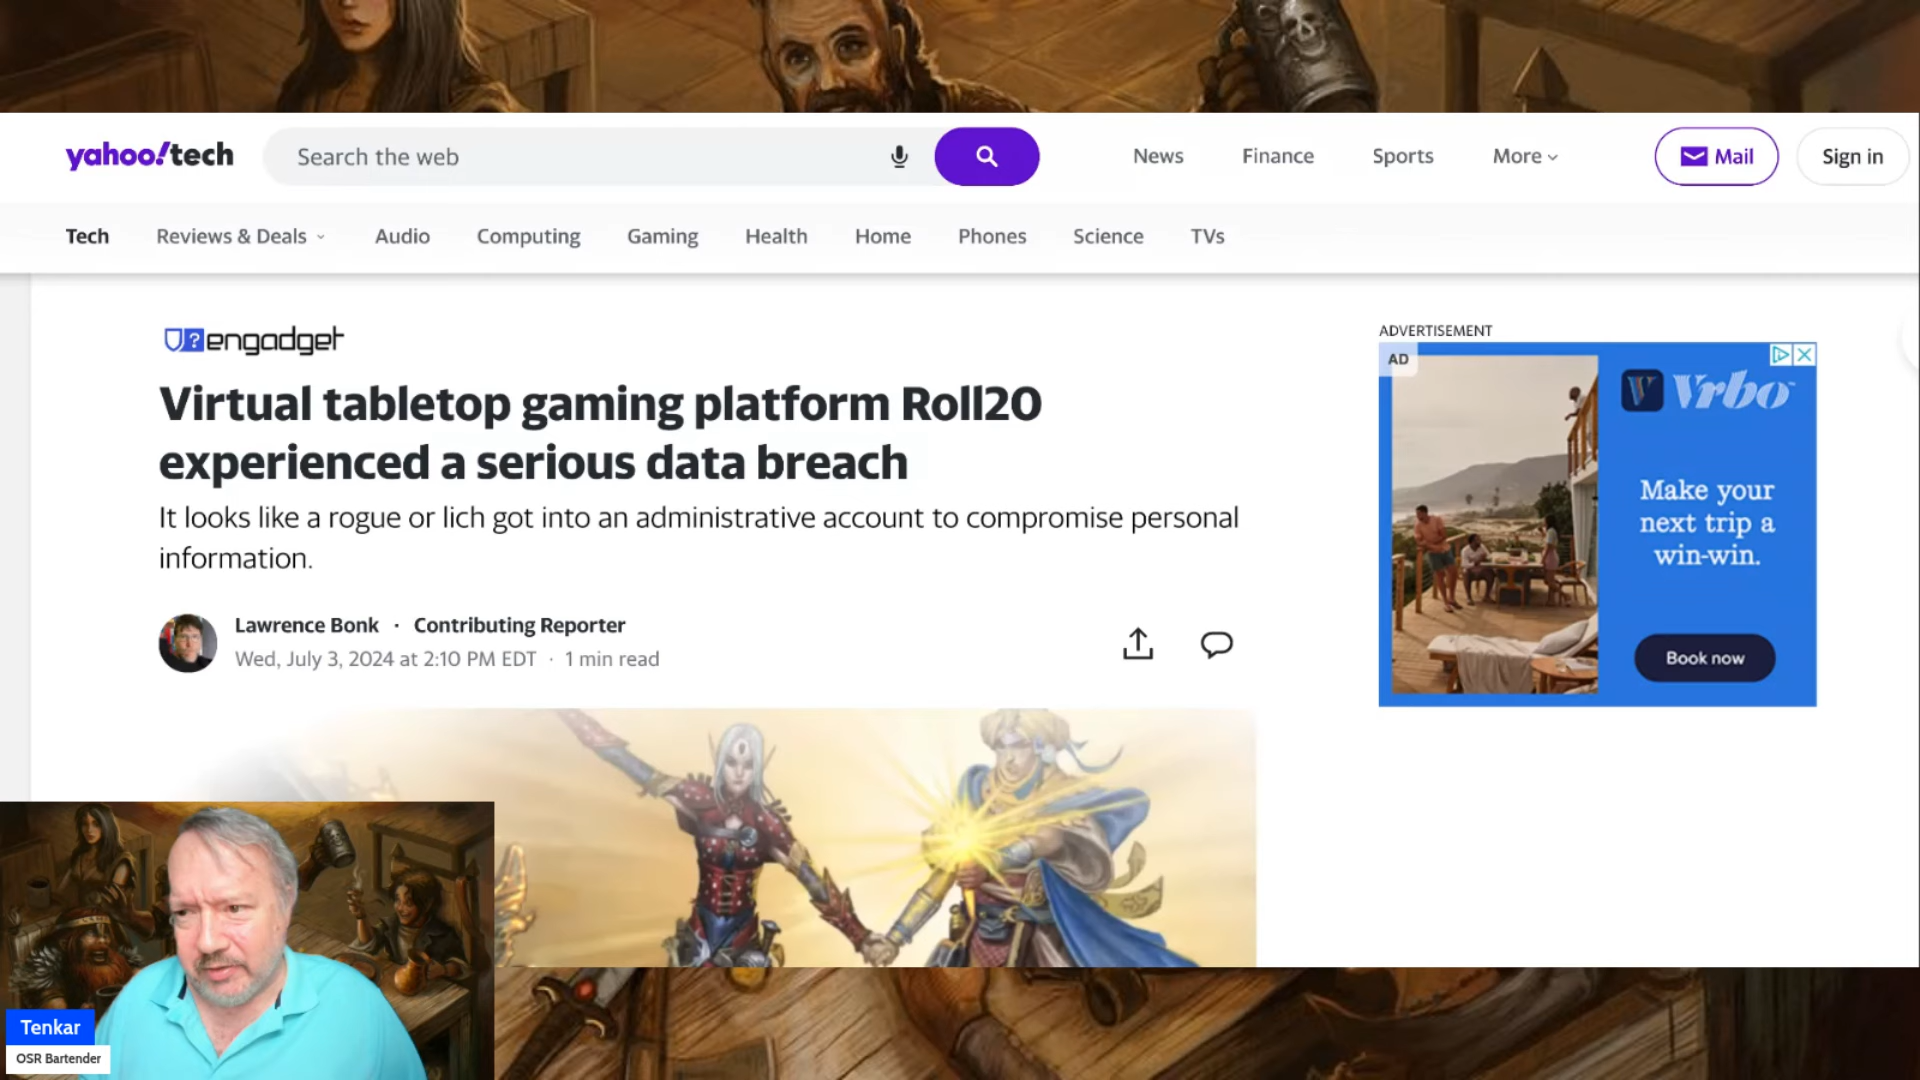 yahoo!tech
Search the web
News
Finance
Sports
More
Mail
Sign in
Tech
Reviews & Deals
Audio
Computing
Gaming
Health
Home
Phones
Science
TVs
engadget
Virtual tabletop gaming platform Roll20
experienced a serious data breach
It looks like a rogue or lich got into an administrative account to compromise personal
information.
Lawrence Bonk · Contributing Reporter
Wed, July 3, 2024 at 2:10 PM EDT · 1 min read
ADVERTISEMENT
AD
Vrbo
Make your
next trip a
win-win.
Book now
Tenkar
OSR Bartender